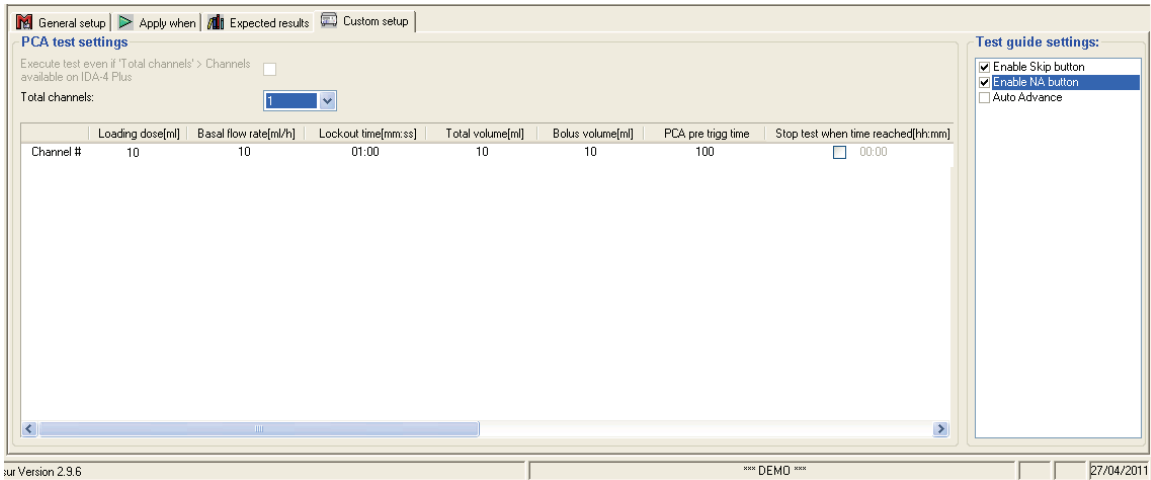 General setup Apply when Expected results Custom setup
PCA test settings
Execute test even if 'Total channels' > Channels
available on IDA-4 Plus
Total channels:
1
Loading dose[ml] Basal flow rate[ml/h] Lockout time[mm:ss] Total volume[ml] Bolus volume[ml] PCA pre trigg time Stop test when time reached[hh:mm]
Channel # 10 10 01:00 10 10 100 00:00
Test guide settings:
Enable Skip button
Enable NA button
Auto Advance
sur Version 2.9.6 *** DEMO *** 27/04/2011